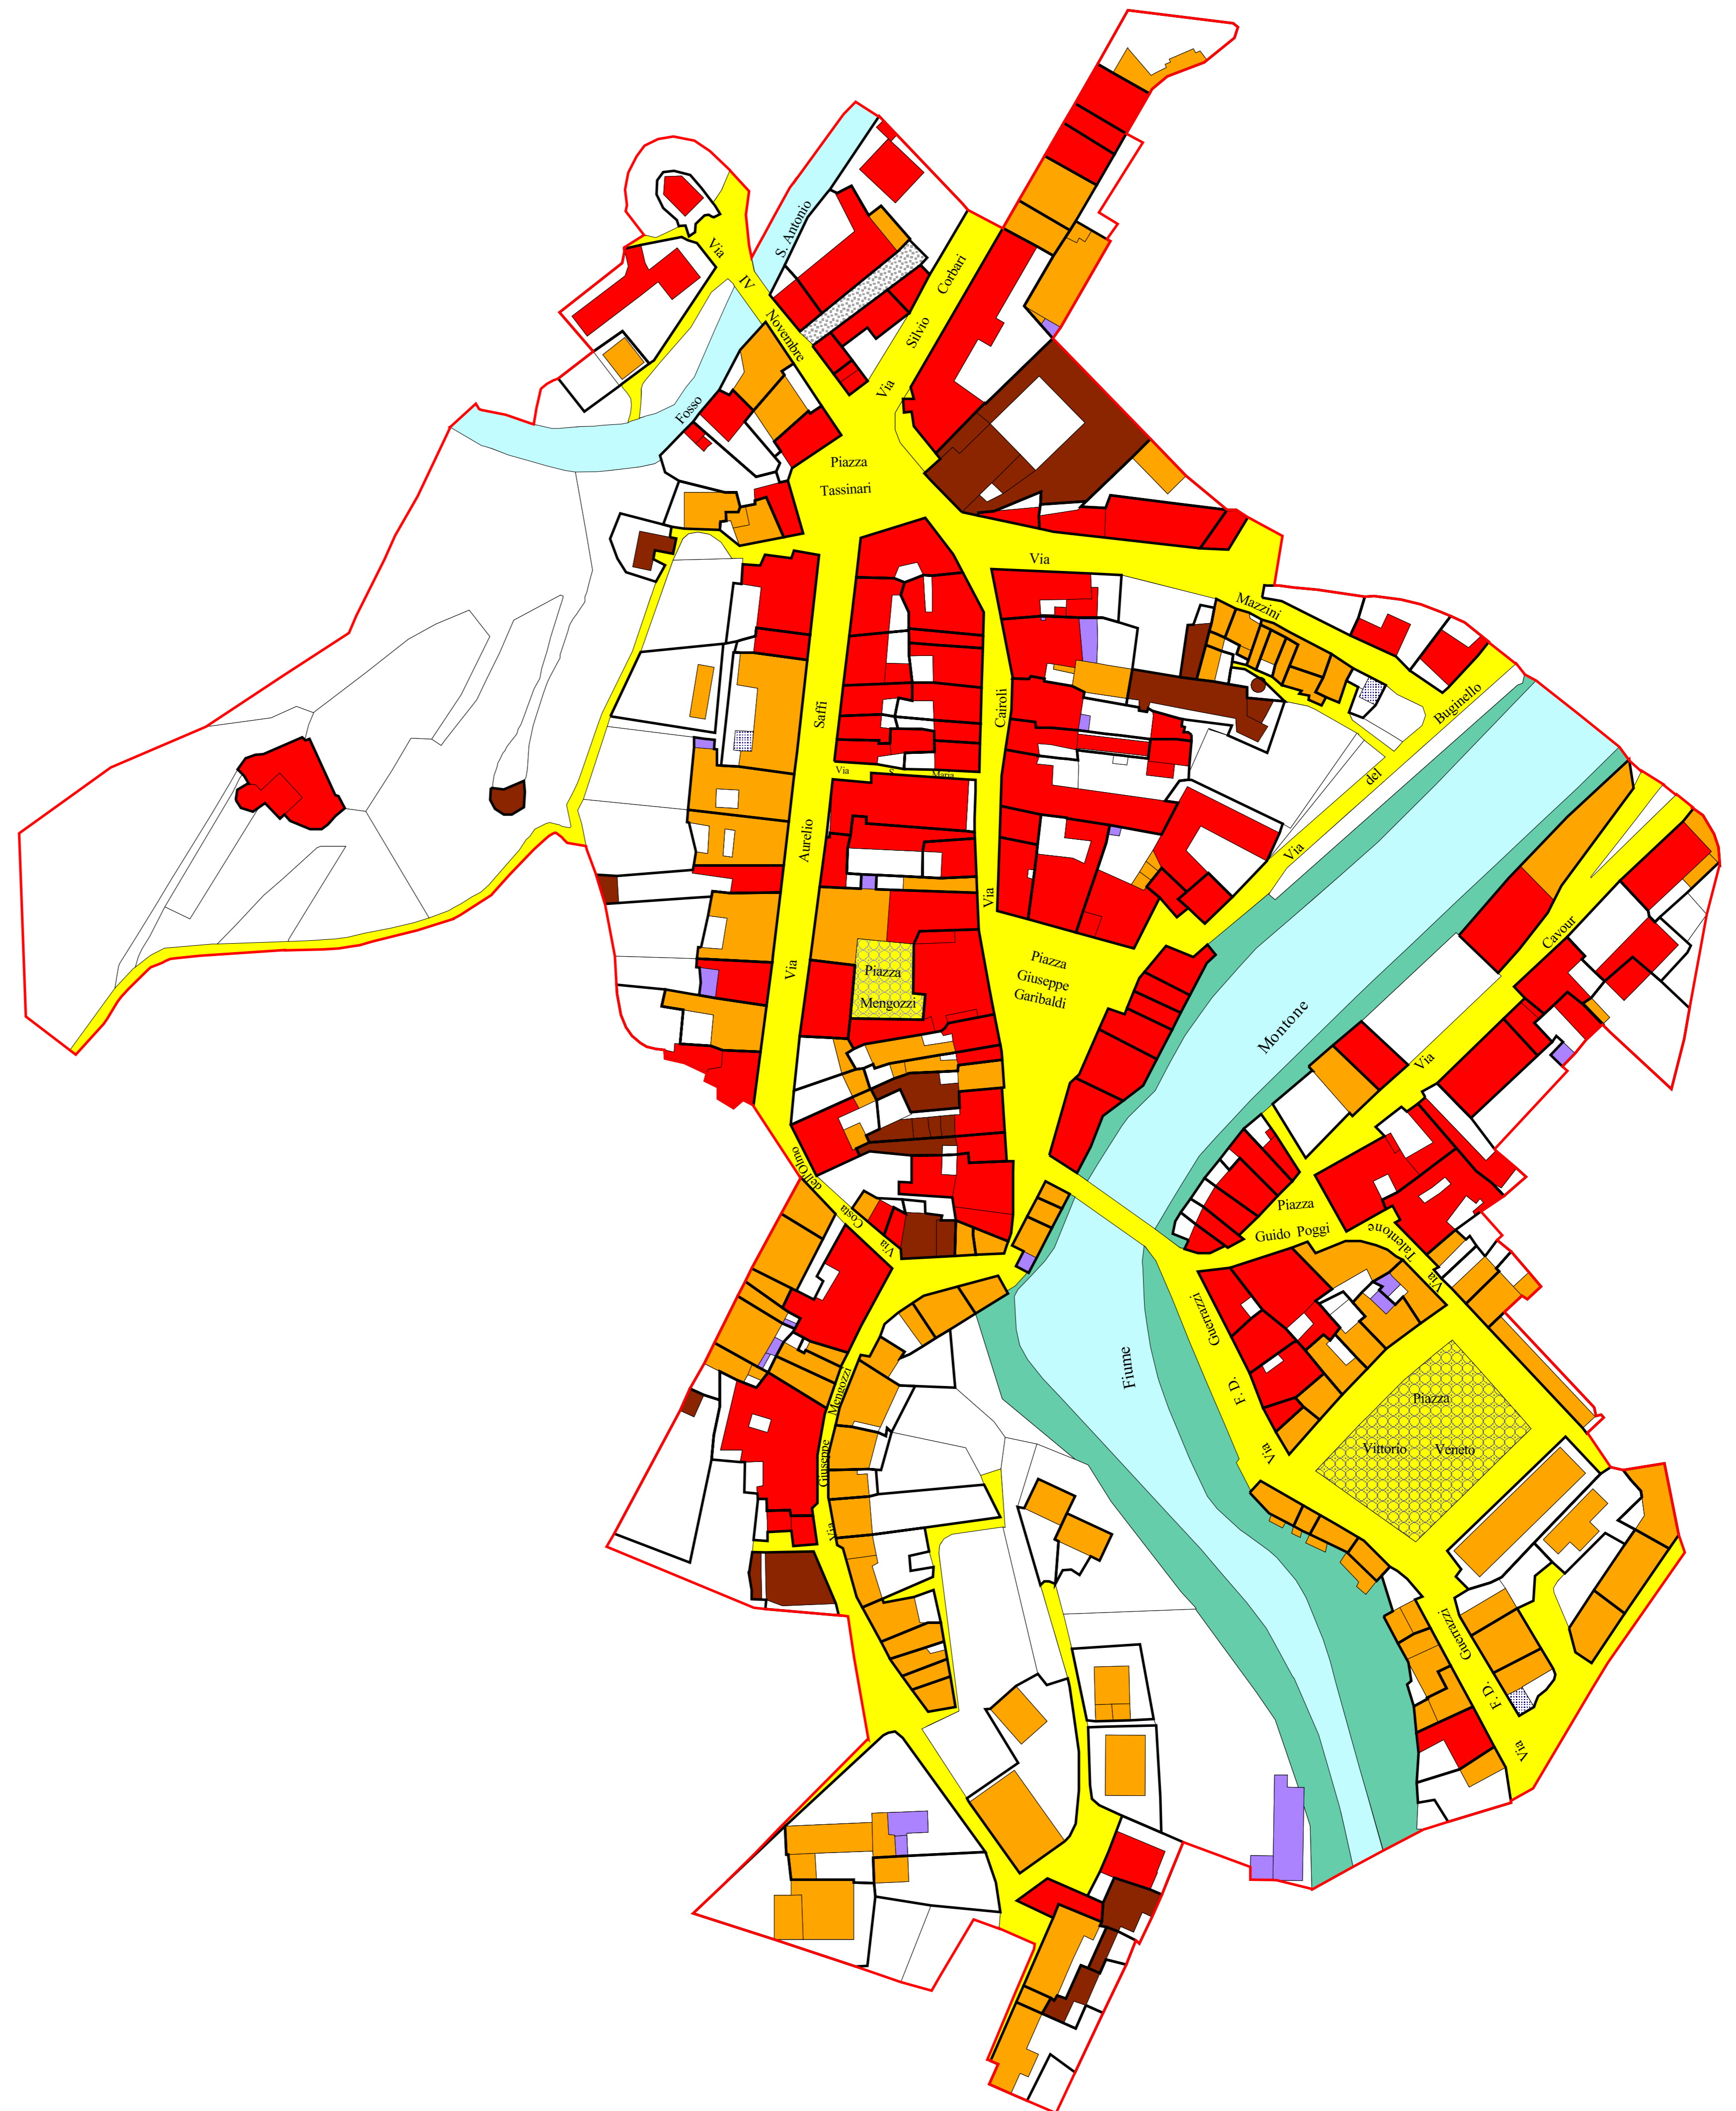 S. Antonio
Via
IV
Novembre
Via
Silvio
Corbari
Fosso
Piazza
Tassinari
Via
Mazzini
Via
Aurelio
Saffi
Via
Cairoli
Via
S.
Maria
Via
del
Buginello
Piazza
Mengozzi
Piazza
Giuseppe
Garibaldi
Via
Cavour
Fiume
Montone
Via
Costa
dell'Olmo
Piazza
Guido Poggi
Via
Talentone
Via
F. D.
Guerrazzi
Via
Giuseppe
Mengozzi
Piazza
Vittorio Veneto
Via
F. D.
Guerrazzi